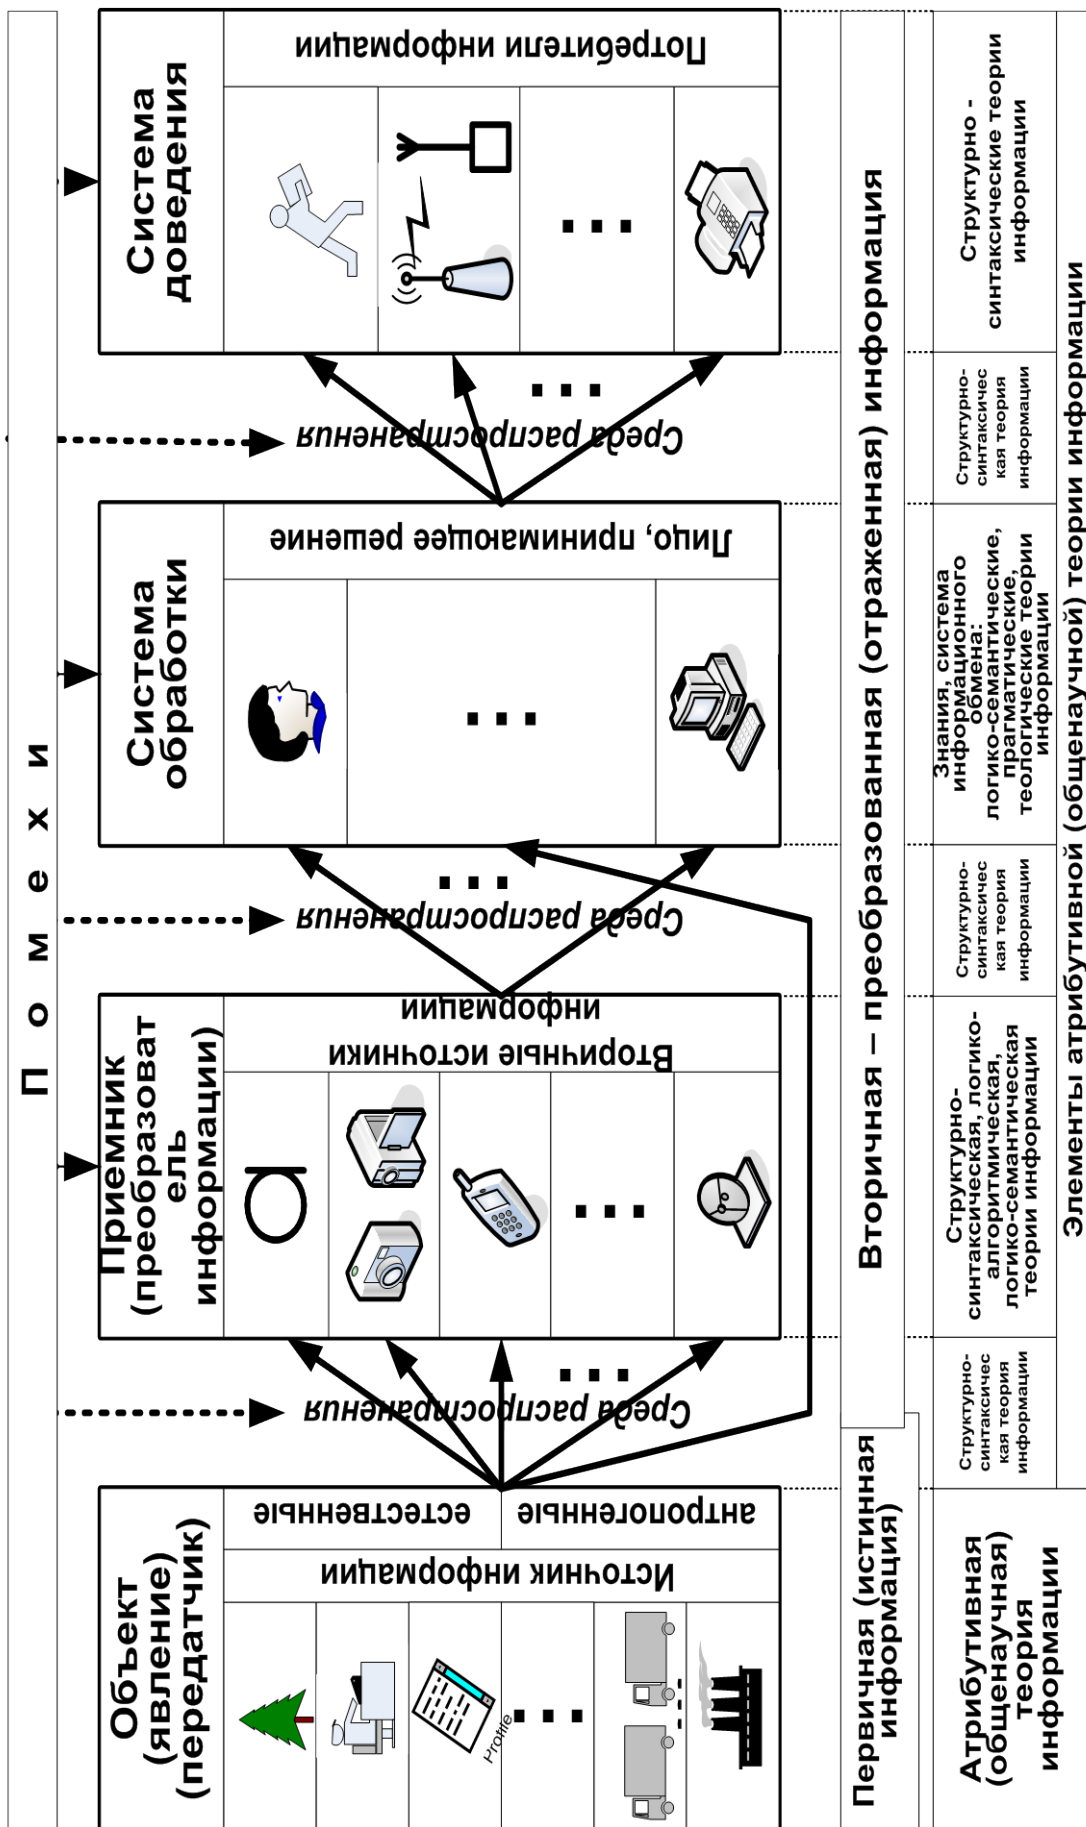 П о м е х и
Объект
(явление)
(передатчик)
Источник информации
естественные
антропогенные
Profile
Среда распространения
Приемник
(преобразоват
ель
информации)
Вторичные источники
информации
Среда распространения
Система
обработки
Лицо, принимающее решение
Среда распространения
Система
доведения
Потребители информации
Первичная (истинная
информация)
Вторичная – преобразованная (отраженная) информация
Атрибутивная
(общенаучная)
теория
информации
Структурно-
синтаксичес
кая теория
информации
Структурно-
синтаксическая, логико-
алгоритмическая,
логико-семантическая
теории информации
Структурно-
синтаксичес
кая теория
информации
Знания, система
информационного
обмена:
логико-семантические,
прагматические,
теологические теории
информации
Структурно-
синтаксичес
кая теория
информации
Структурно -
синтаксические теории
информации
Элементы атрибутивной (общенаучной) теории информации